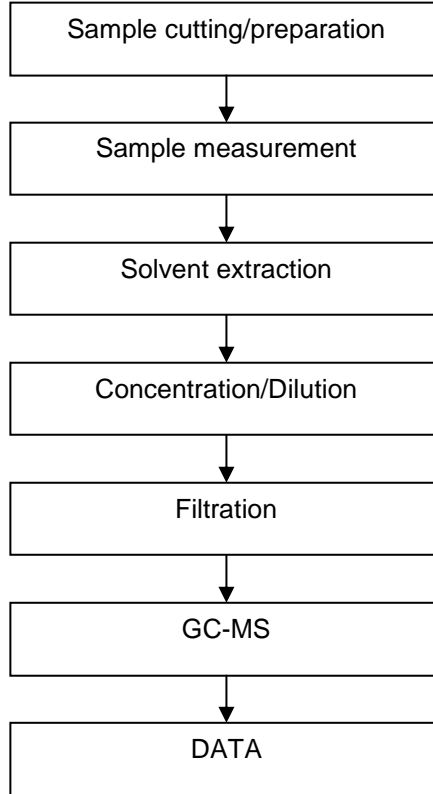 Sample cutting/preparation
Sample measurement
Solvent extraction
Concentration/Dilution
Filtration
GC-MS
DATA